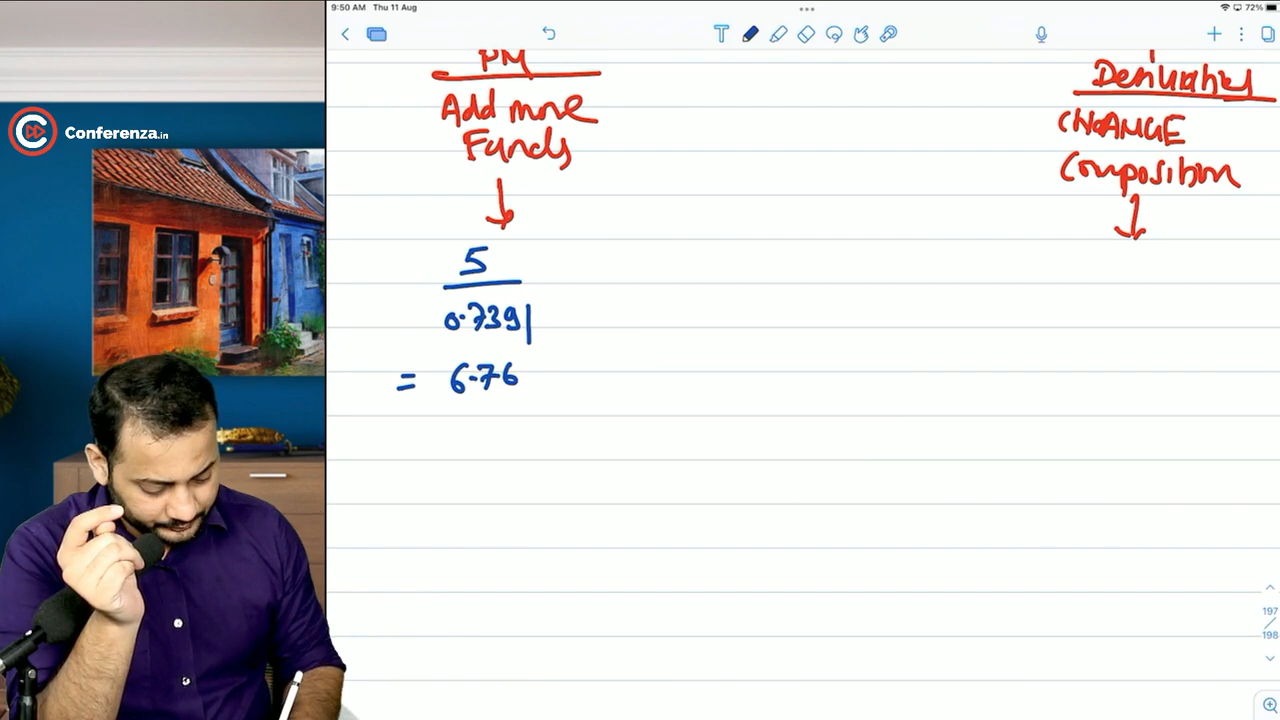 9:50 AM Thu 11 Aug
72%
Conferenza.in
PM
Add more
Funds
5
0.7391
= 6.76
Derivatives
CHANGE
Composition
197
198